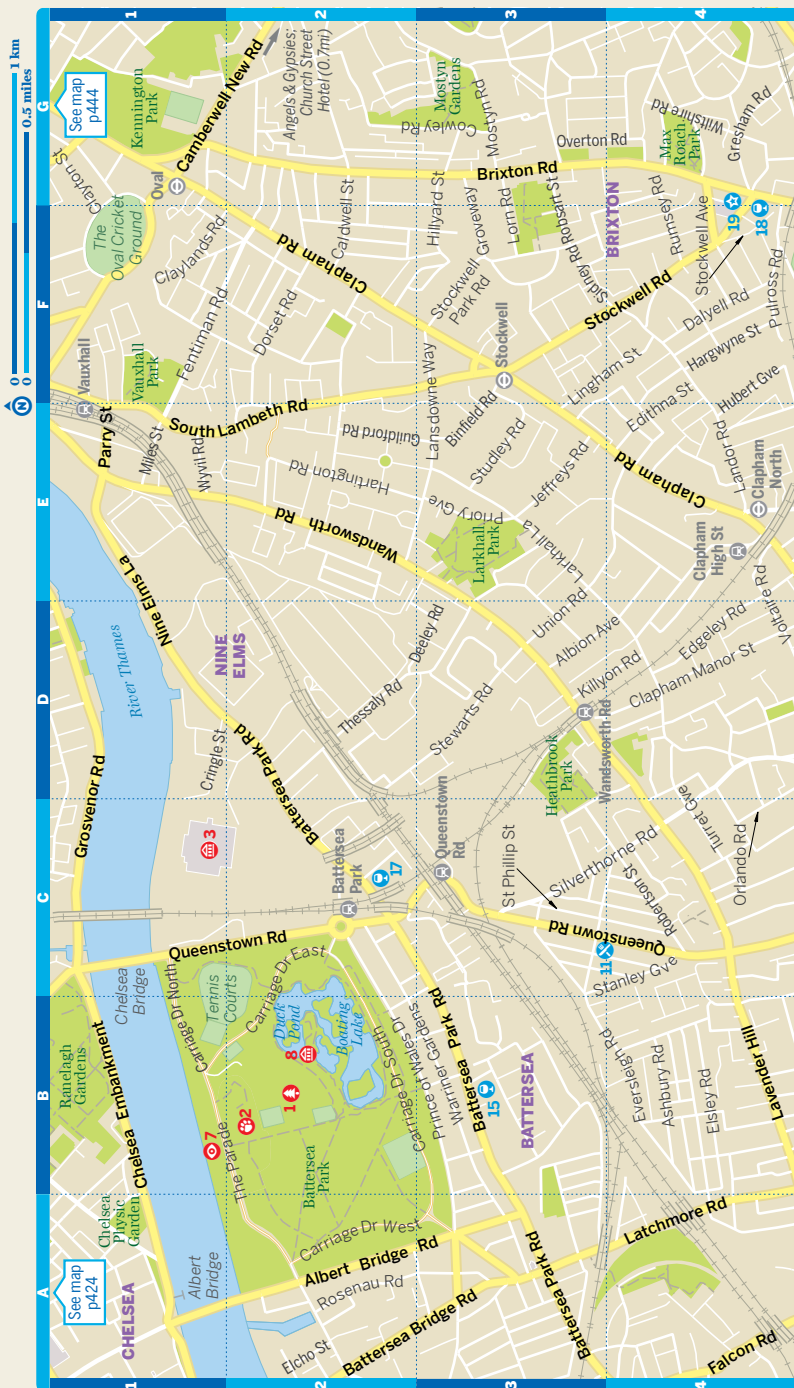 0
1 km
0
0.5 miles
N
A
B
C
D
E
F
G
1
2
3
4
1
2
3
4
See map
p424
CHELSEA
Chelsea
Physic
Garden
Ranelagh
Gardens
Chelsea Embankment
Albert
Bridge
Chelsea
Bridge
Grosvenor Rd
River Thames
Nine Elms La
Parry St
Vauxhall
Vauxhall
Park
Miles St
Wyvil Rd
Fentiman Rd
Claylands Rd
The
Oval Cricket
Ground
Clayton St
Oval
Kennington
Park
See map
p444
Camberwell New Rd
Angels & Gypsies;
Church Street
Hotel (0.7mi)
7
The Parade
2
1
8
Carriage Dr North
Tennis
Courts
Carriage Dr East
Duck
Pond
Boating
Lake
Battersea
Park
Carriage Dr West
Carriage Dr South
Albert Bridge Rd
Rosenau Rd
Elcho St
Battersea Bridge Rd
Queenstown Rd
3
Cringle St
NINE
ELMS
Battersea Park Rd
Battersea
Park
17
Thessaly Rd
Deeley Rd
Stewarts Rd
Wandsworth Rd
Hartington Rd
Guildford Rd
South Lambeth Rd
Dorset Rd
Caldwell St
Clapham Rd
Lansdowne Way
Binfield Rd
Studley Rd
Priory Gve
Larkhall
Park
Larkhall La
Jeffreys Rd
Stockwell
Stockwell
Park Rd
Hillyard St
Groveway
Lorn Rd
Cowley Rd
Mostyn
Gardens
Mostyn Rd
Brixton Rd
Overton Rd
Robsart St
Sidney Rd
BRIXTON
Max
Roach
Park
Wiltshire Rd
Gresham Rd
Rumsey Rd
Stockwell Ave
19
18
Stockwell Rd
Dalyell Rd
Pulross Rd
Hargwyne St
Lingham St
Edithna St
Hubert Gve
Landor Rd
Clapham Rd
Clapham
North
Clapham
High St
Voltaire Rd
Edgeley Rd
Clapham Manor St
Union Rd
Albion Ave
Killyon Rd
Wandsworth Rd
Heathbrook
Park
Queenstown
Rd
St Phillip St
Silverthorne Rd
Robertson St
Turret Gve
Orlando Rd
Queenstown Rd
11
Stanley Gve
Prince of Wales Dr
Warriner Gardens
Battersea Park Rd
15
BATTERSEA
Eversleigh Rd
Ashbury Rd
Elsley Rd
Lavender Hill
Latchmore Rd
Battersea Park Rd
Falcon Rd